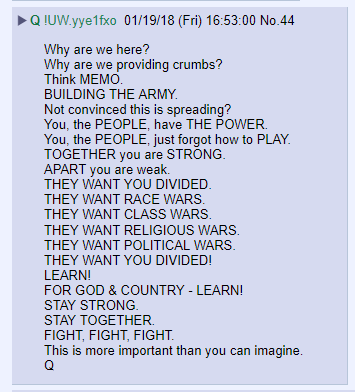 ▶ Q !UW.yye1fxo 01/19/18 (Fri) 16:53:00 No.44
Why are we here?
Why are we providing crumbs?
Think MEMO.
BUILDING THE ARMY.
Not convinced this is spreading?
You, the PEOPLE, have THE POWER.
You, the PEOPLE, just forgot how to PLAY.
TOGETHER you are STRONG.
APART you are weak.
THEY WANT YOU DIVIDED.
THEY WANT RACE WARS.
THEY WANT CLASS WARS.
THEY WANT RELIGIOUS WARS.
THEY WANT POLITICAL WARS.
THEY WANT YOU DIVIDED!
LEARN!
FOR GOD & COUNTRY - LEARN!
STAY STRONG.
STAY TOGETHER.
FIGHT, FIGHT, FIGHT.
This is more important than you can imagine.
Q